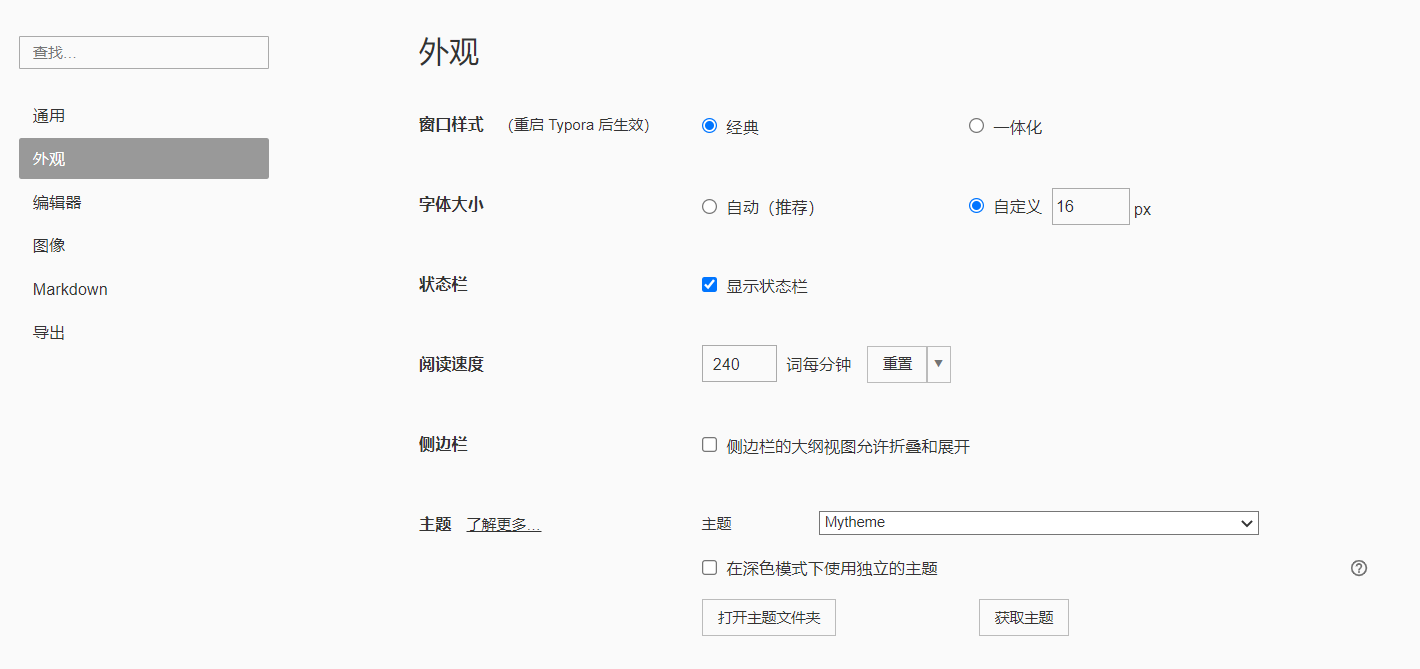 查找...
通用
外观
编辑器
图像
Markdown
导出
外观
窗口样式 (重启 Typora 后生效) 经典 一体化
字体大小 自动（推荐） 自定义 16 px
状态栏 显示状态栏
阅读速度 240 词每分钟 重置
侧边栏 侧边栏的大纲视图允许折叠和展开
主题 了解更多... 主题 Mytheme
在深色模式下使用独立的主题
打开主题文件夹 获取主题